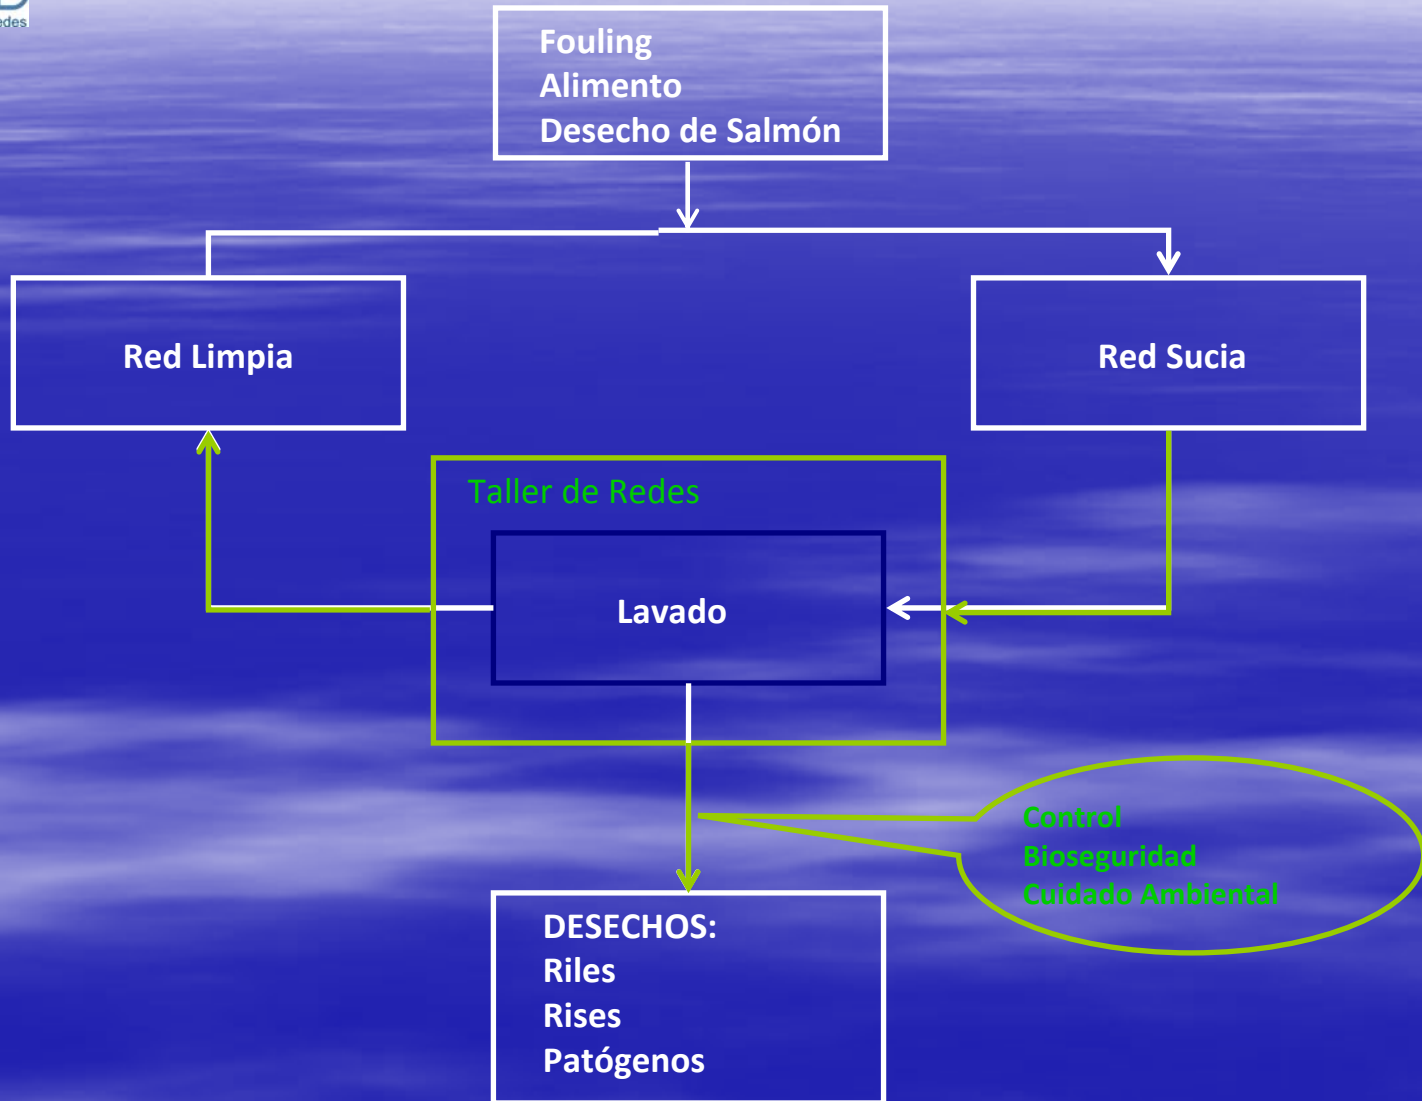 edes
Fouling
Alimento
Desecho de Salmón
Red Limpia
Red Sucia
Taller de Redes
Lavado
Control
Bioseguridad
Cuidado Ambiental
DESECHOS:
Riles
Rises
Patógenos